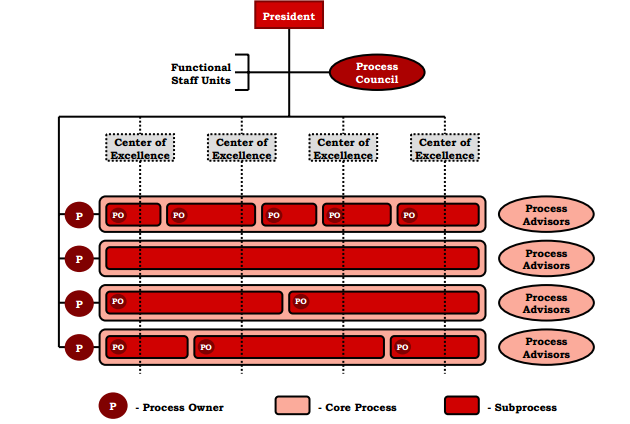 President
Functional
Staff Units
Process
Council
Center of
Excellence
Center of
Excellence
Center of
Excellence
Center of
Excellence
P
PO
PO
PO
PO
PO
Process
Advisors
P
Process
Advisors
P
PO
PO
Process
Advisors
P
PO
PO
PO
Process
Advisors
P - Process Owner
- Core Process
- Subprocess